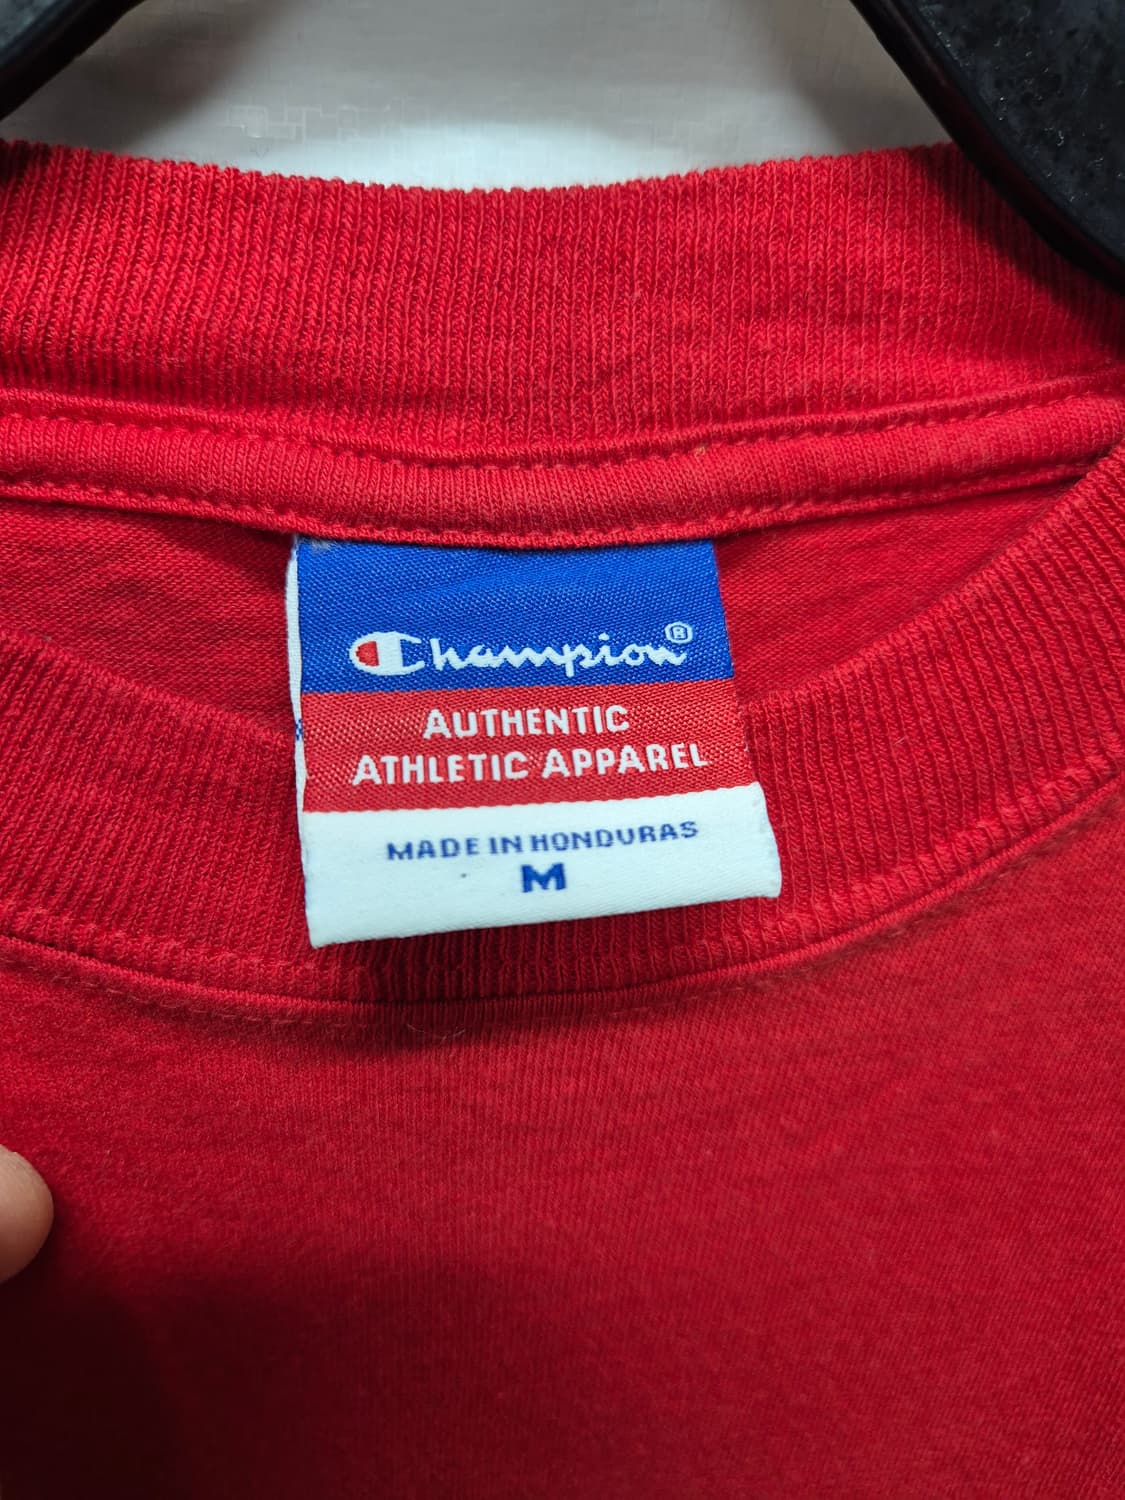 Champion®
AUTHENTIC
ATHLETIC APPAREL
MADE IN HONDURAS
M